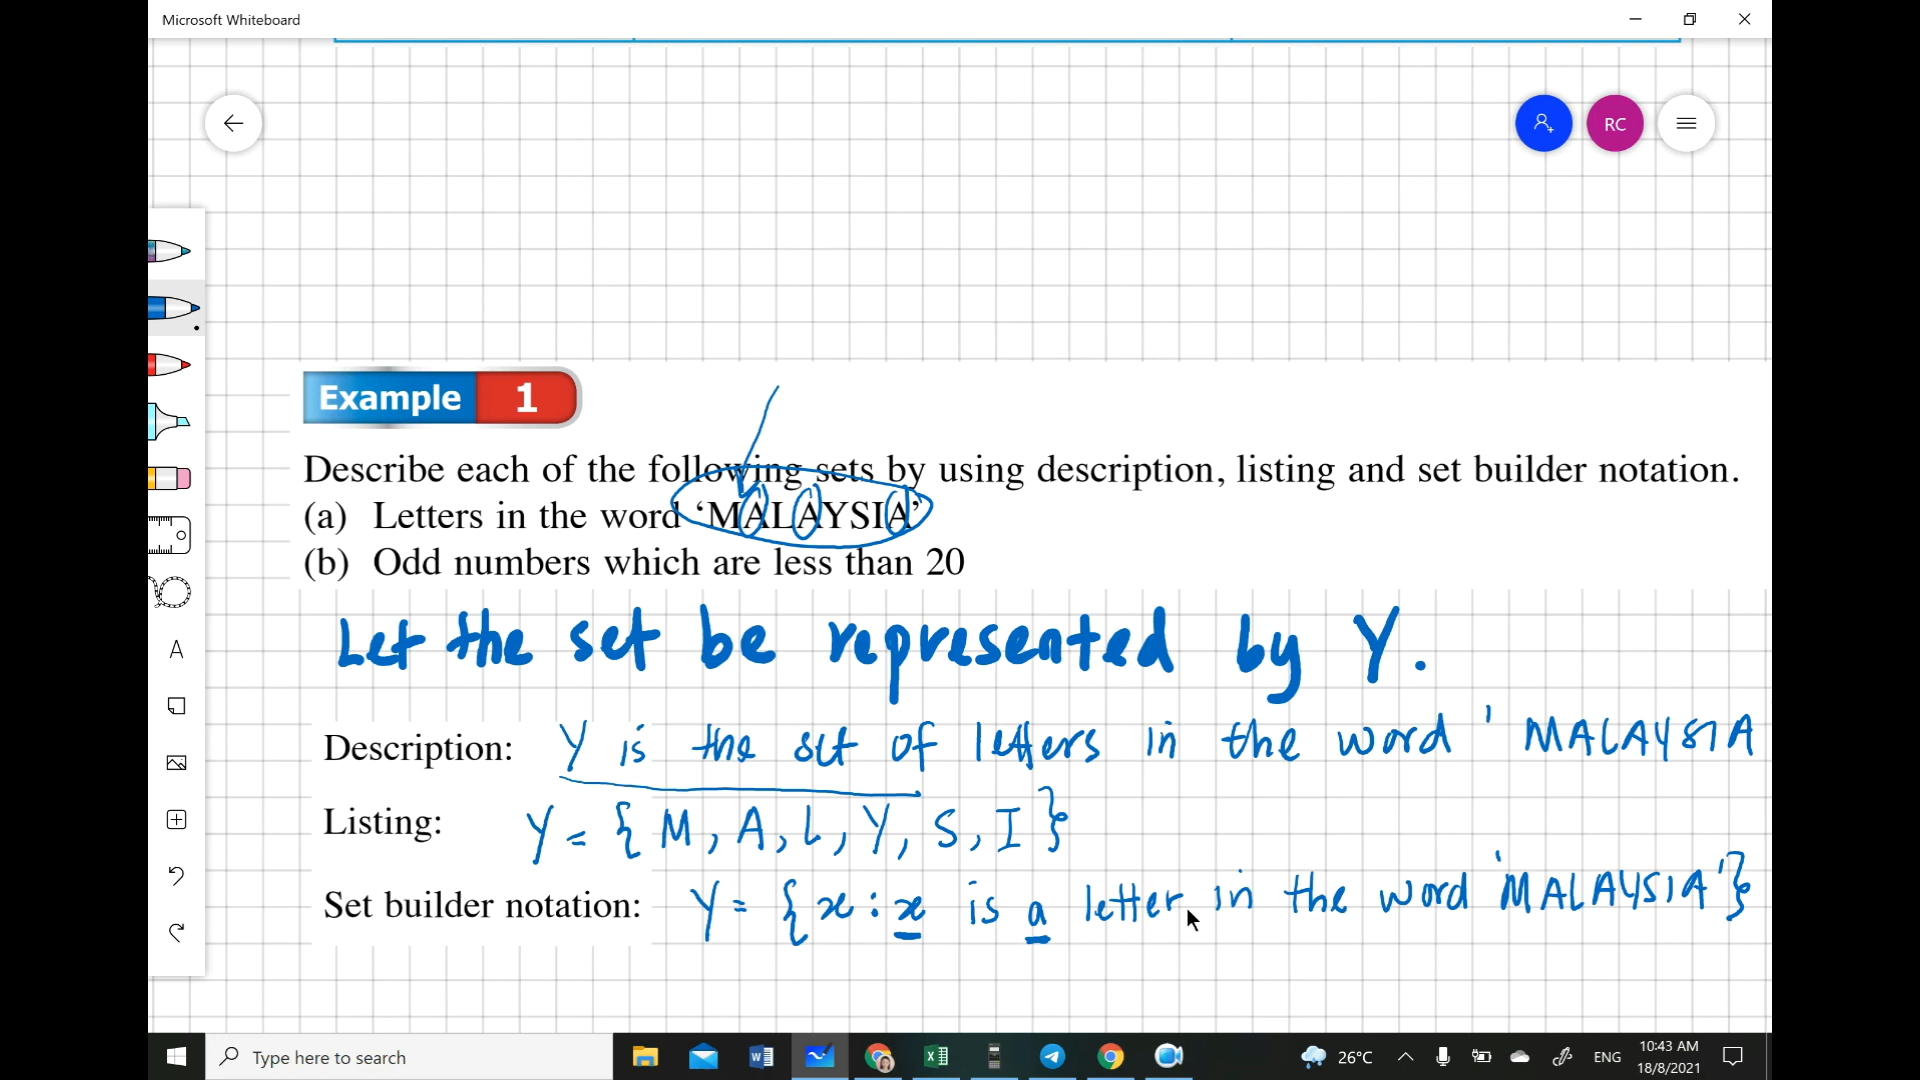 Microsoft Whiteboard
RC
Example 1
Describe each of the following sets by using description, listing and set builder notation.
(a) Letters in the word ‘MALAYSIA’
(b) Odd numbers which are less than 20
Let the set be represented by Y.
Description: Y is the set of letters in the word ' MALAYSIA
Listing: Y = { M, A, L, Y, S, I }
Set builder notation: Y = { x : x is a letter in the word 'MALAYSIA' }
Type here to search
26°C
ENG
10:43 AM
18/8/2021